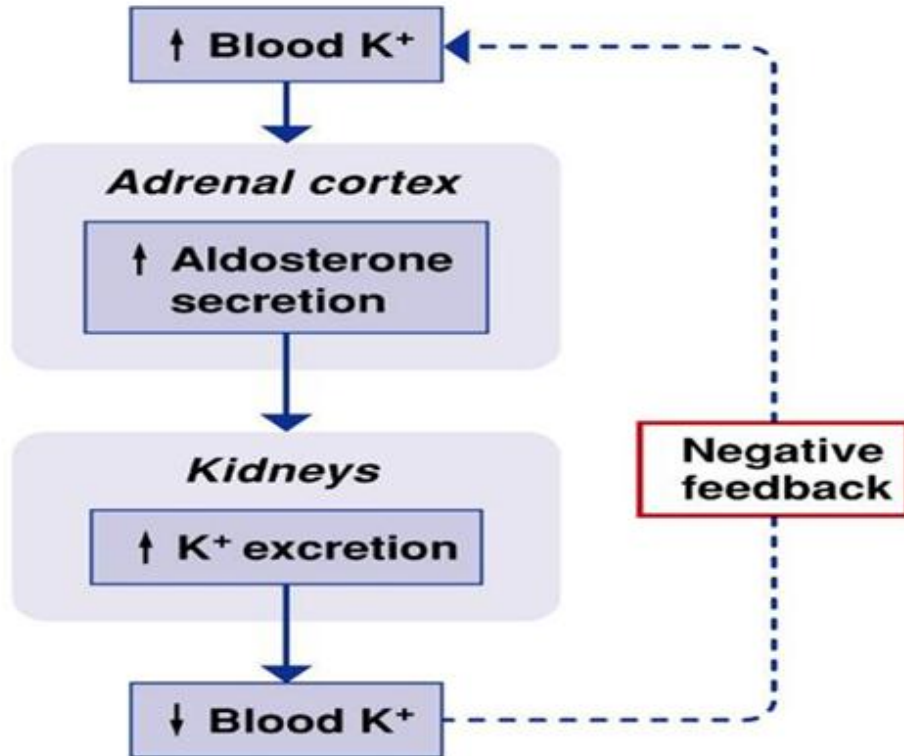 ↑ Blood K⁺
Adrenal cortex
↑ Aldosterone
secretion
Kidneys
↑ K⁺ excretion
Negative
feedback
↓ Blood K⁺